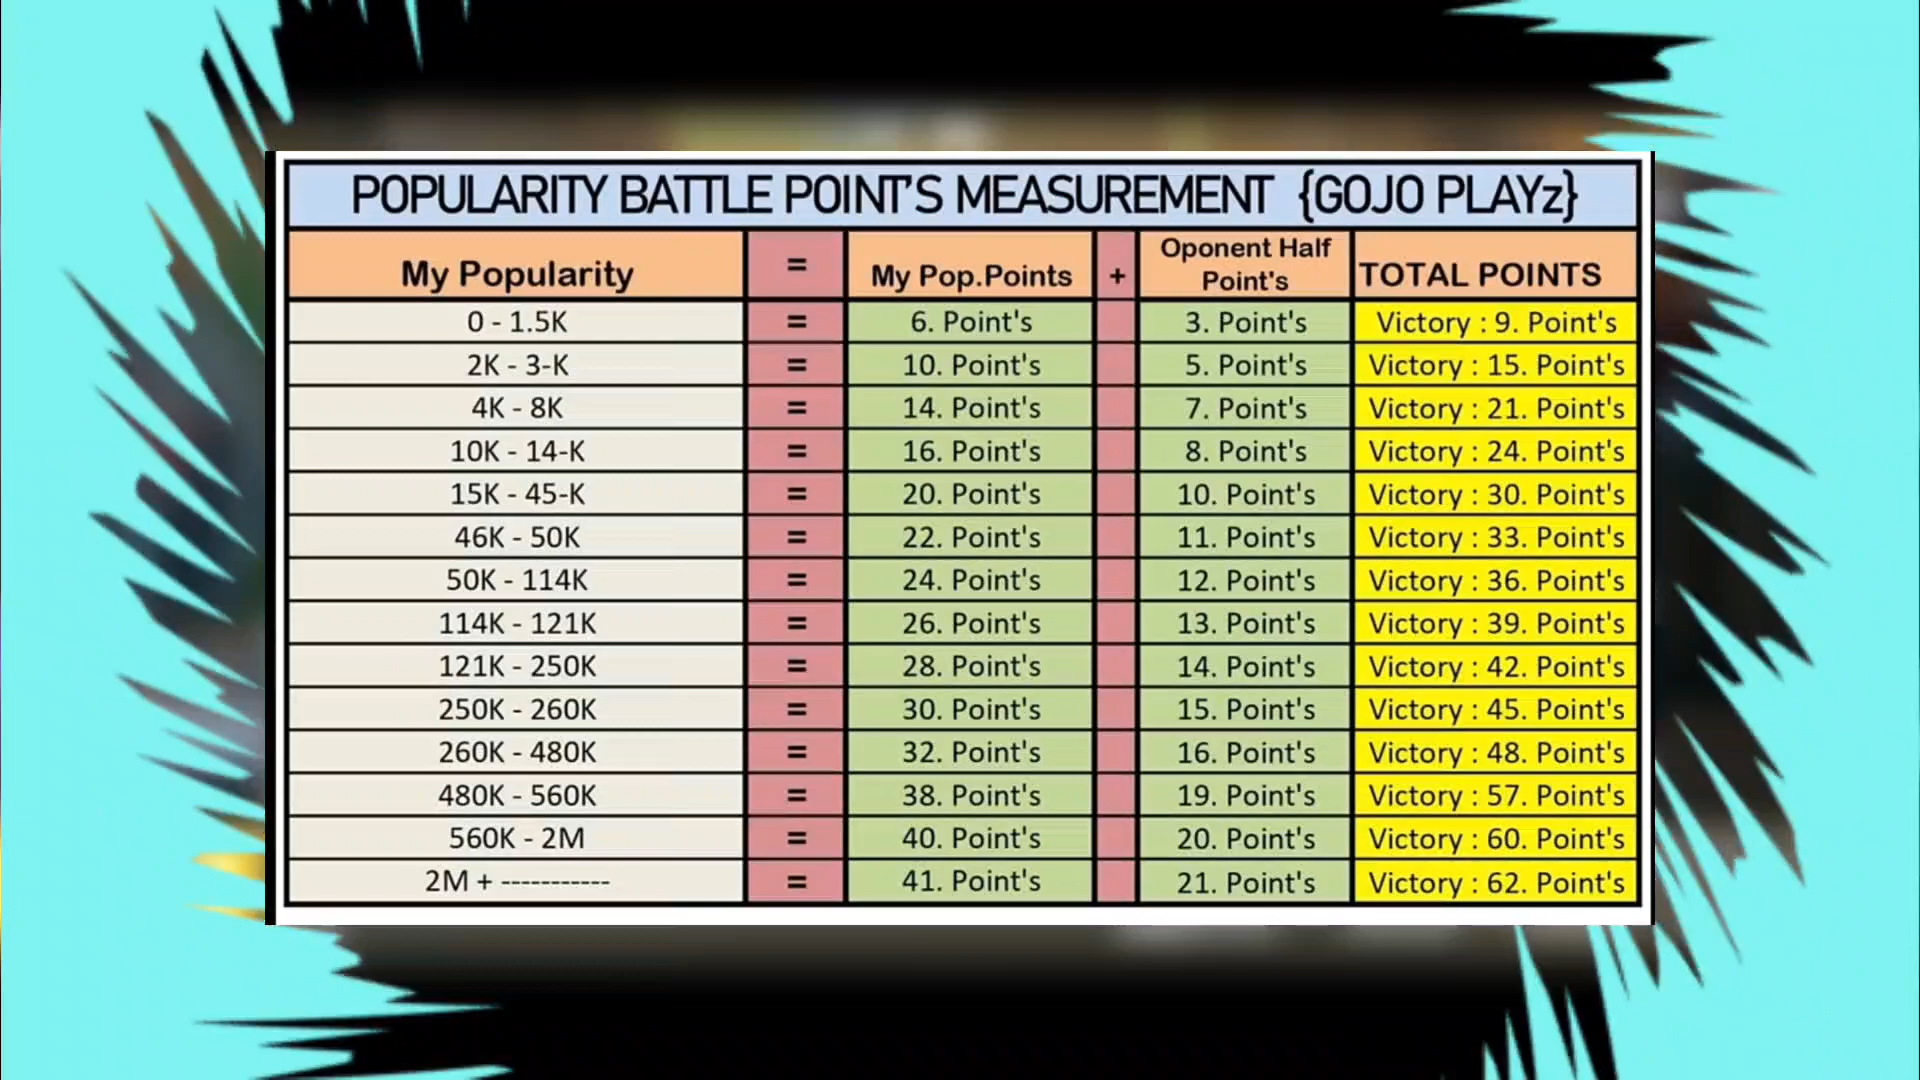 POPULARITY BATTLE POINT'S MEASUREMENT {GOJO PLAYz}
My Popularity = My Pop.Points + Oponent Half Point's TOTAL POINTS
0 - 1.5K = 6. Point's 3. Point's Victory : 9. Point's
2K - 3-K = 10. Point's 5. Point's Victory : 15. Point's
4K - 8K = 14. Point's 7. Point's Victory : 21. Point's
10K - 14-K = 16. Point's 8. Point's Victory : 24. Point's
15K - 45-K = 20. Point's 10. Point's Victory : 30. Point's
46K - 50K = 22. Point's 11. Point's Victory : 33. Point's
50K - 114K = 24. Point's 12. Point's Victory : 36. Point's
114K - 121K = 26. Point's 13. Point's Victory : 39. Point's
121K - 250K = 28. Point's 14. Point's Victory : 42. Point's
250K - 260K = 30. Point's 15. Point's Victory : 45. Point's
260K - 480K = 32. Point's 16. Point's Victory : 48. Point's
480K - 560K = 38. Point's 19. Point's Victory : 57. Point's
560K - 2M = 40. Point's 20. Point's Victory : 60. Point's
2M + ----------- = 41. Point's 21. Point's Victory : 62. Point's